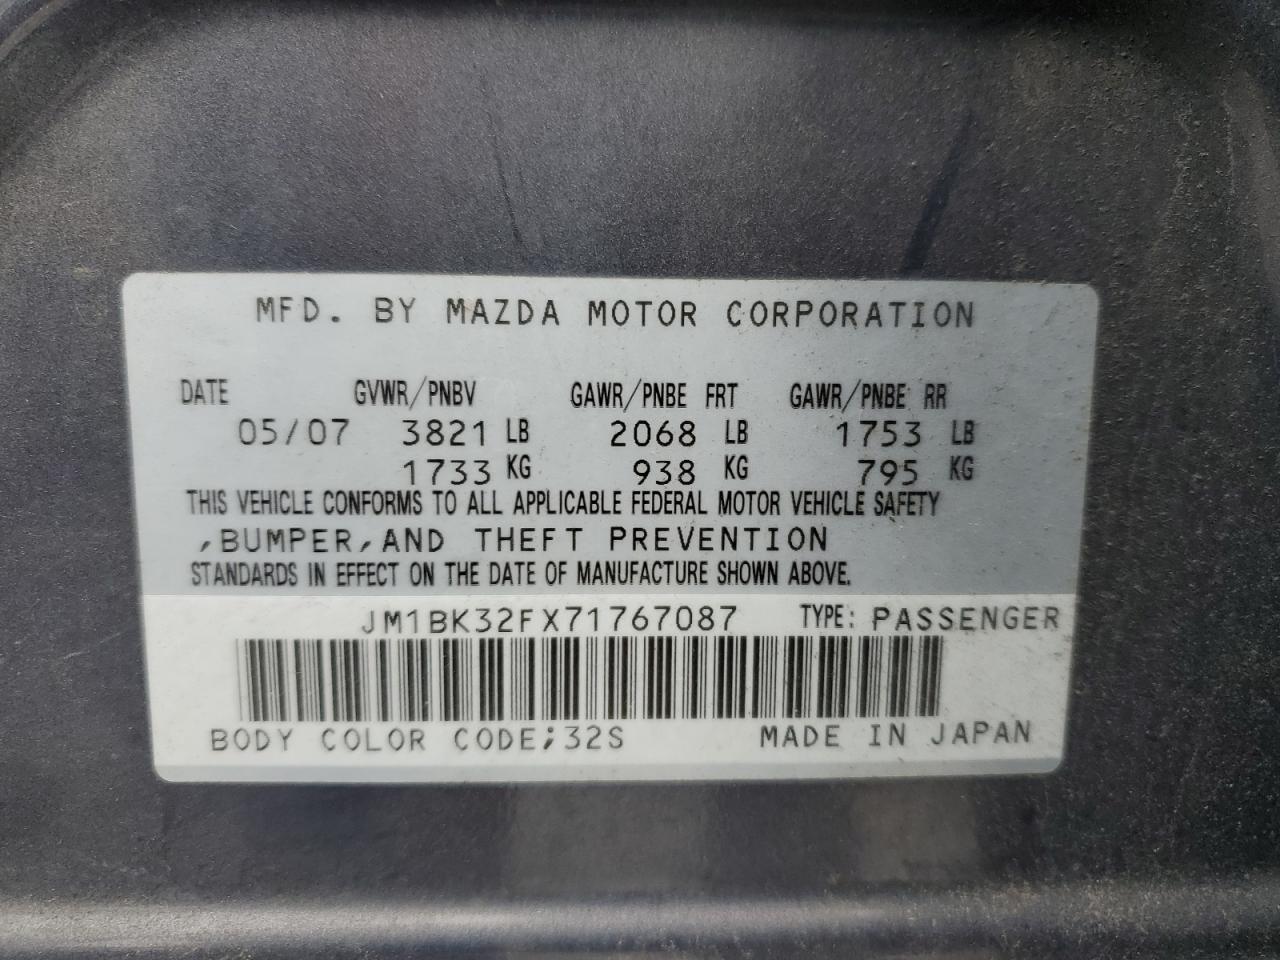 MFD. BY MAZDA MOTOR CORPORATION
DATE GVWR/PNBV GAWR/PNBE FRT GAWR/PNBE RR
05/07 3821 LB 2068 LB 1753 LB
1733 KG 938 KG 795 KG
THIS VEHICLE CONFORMS TO ALL APPLICABLE FEDERAL MOTOR VEHICLE SAFETY
,BUMPER,AND THEFT PREVENTION
STANDARDS IN EFFECT ON THE DATE OF MANUFACTURE SHOWN ABOVE.
JM1BK32FX71767087 TYPE: PASSENGER
BODY COLOR CODE;32S MADE IN JAPAN